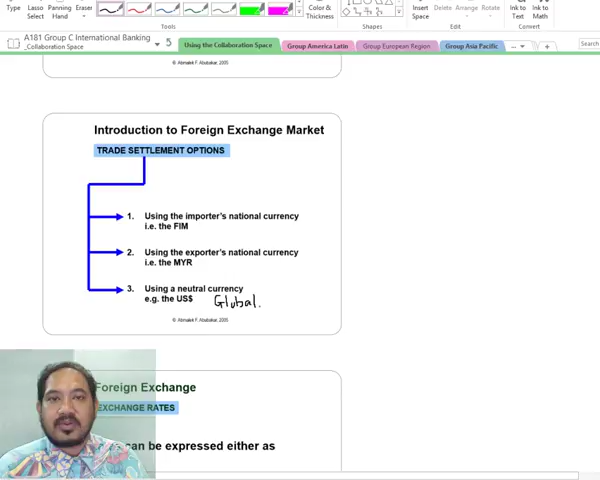 Type
Lasso Select
Panning Hand
Eraser
Color & Thickness
Insert Space
Delete
Arrange
Rotate
Ink to Text
Ink to Math
Tools
Shapes
Edit
Convert
A181 Group C International Banking
_Collaboration Space
5
Using the Collaboration Space
Group America Latin
Group European Region
Group Asia Pacific
...
+
Search
© Abmalek F. Abubakar, 2005
Introduction to Foreign Exchange Market
TRADE SETTLEMENT OPTIONS
1. Using the importer's national currency
i.e. the FIM
2. Using the exporter's national currency
i.e. the MYR
3. Using a neutral currency
e.g. the US$ Global.
© Abmalek F. Abubakar, 2005
Foreign Exchange
EXCHANGE RATES
can be expressed either as